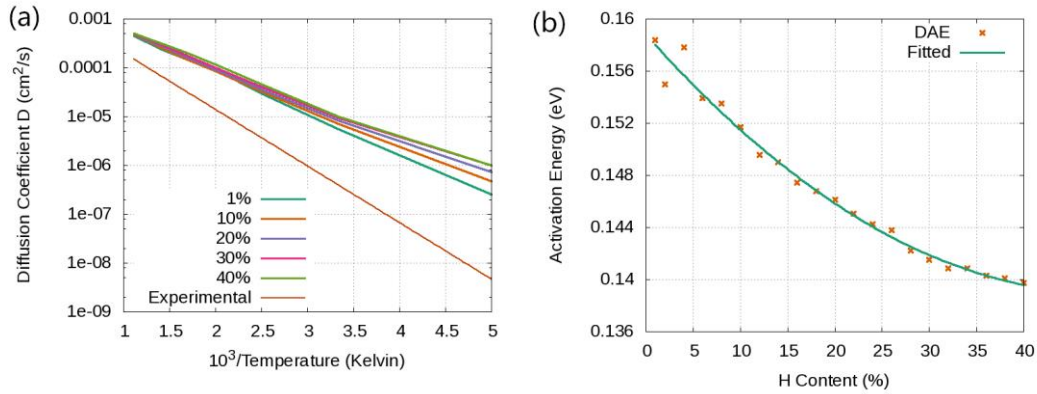 (a)
Diffusion Coefficient D (cm²/s)
0.001
0.0001
1e-05
1e-06
1e-07
1e-08
1e-09
1%
10%
20%
30%
40%
Experimental
1 1.5 2 2.5 3 3.5 4 4.5 5
10³/Temperature (Kelvin)
(b)
Activation Energy (eV)
0.16
0.156
0.152
0.148
0.144
0.14
0.136
DAE
Fitted
0 5 10 15 20 25 30 35 40
H Content (%)